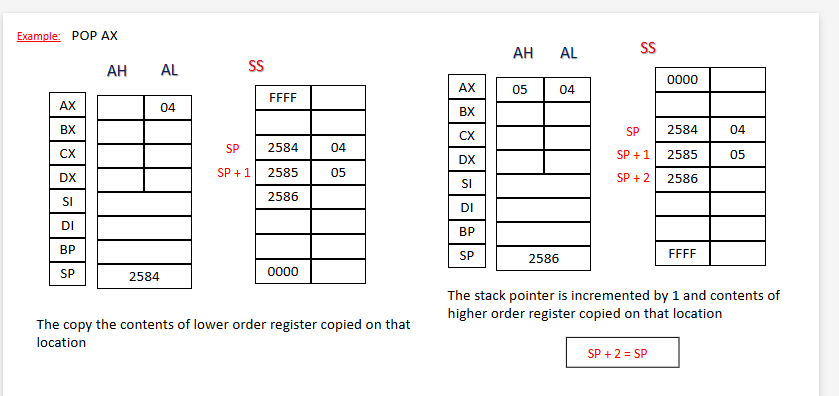 Example: POP AX
AH AL SS
FFFF
AX 04
BX
CX SP 2584 04
DX SP + 1 2585 05
SI 2586
DI
BP
SP 2584 0000
The copy the contents of lower order register copied on that
location
AH AL SS
0000
AX 05 04
BX
CX SP 2584 04
DX SP + 1 2585 05
SI SP + 2 2586
DI
BP
SP 2586 FFFF
The stack pointer is incremented by 1 and contents of
higher order register copied on that location
SP + 2 = SP